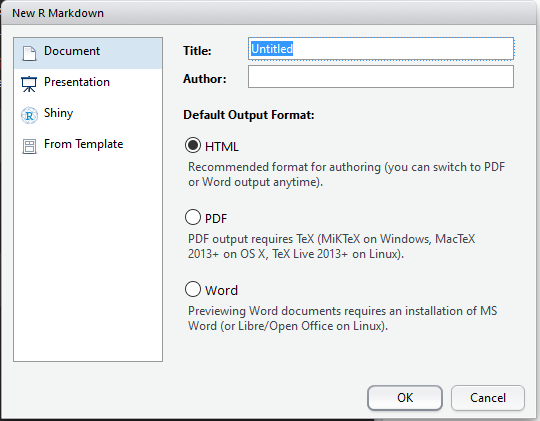 New R Markdown
Document
Presentation
Shiny
From Template
Title:
Untitled
Author:
Default Output Format:
HTML
Recommended format for authoring (you can switch to PDF
or Word output anytime).
PDF
PDF output requires TeX (MiKTeX on Windows, MacTeX
2013+ on OS X, TeX Live 2013+ on Linux).
Word
Previewing Word documents requires an installation of MS
Word (or Libre/Open Office on Linux).
OK
Cancel